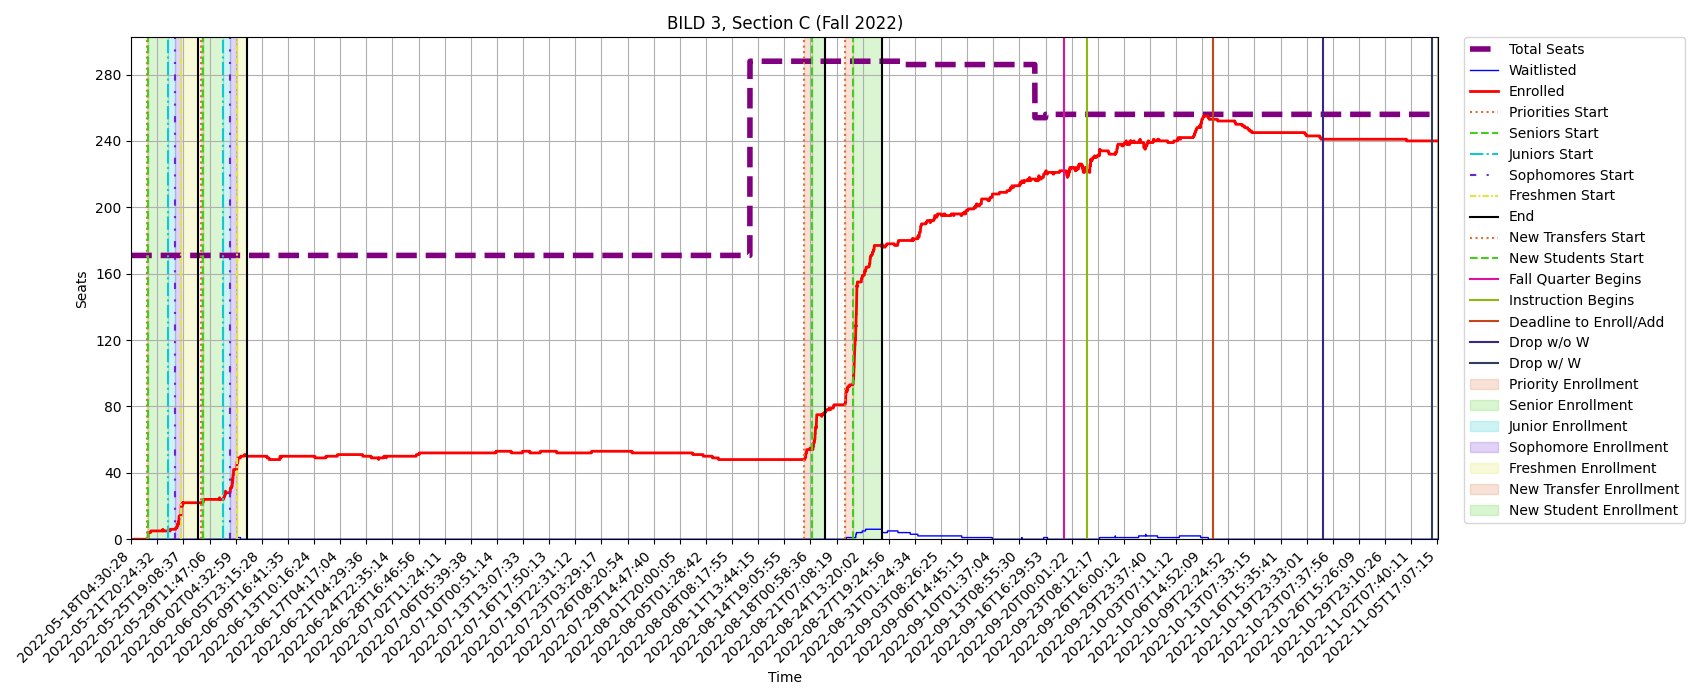 BILD 3, Section C (Fall 2022)
Seats
280
240
200
160
120
80
40
0
2022-05-18T04:30:28
2022-05-21T20:24:32
2022-05-25T19:08:37
2022-05-29T11:47:06
2022-06-02T04:32:59
2022-06-05T23:15:28
2022-06-09T16:41:35
2022-06-13T10:16:24
2022-06-17T04:17:04
2022-06-21T04:29:36
2022-06-24T22:35:14
2022-06-28T16:46:56
2022-07-02T11:24:11
2022-07-06T05:39:38
2022-07-10T00:51:14
2022-07-13T13:07:33
2022-07-16T17:50:13
2022-07-19T22:31:12
2022-07-23T03:29:17
2022-07-26T08:20:54
2022-07-29T14:47:40
2022-08-01T20:00:05
2022-08-05T01:28:42
2022-08-08T08:17:55
2022-08-11T13:44:15
2022-08-14T19:05:55
2022-08-18T00:58:36
2022-08-21T07:08:19
2022-08-24T13:20:02
2022-08-27T19:24:56
2022-08-31T01:24:34
2022-09-03T08:26:25
2022-09-06T14:45:15
2022-09-10T01:37:04
2022-09-13T08:55:30
2022-09-16T16:29:53
2022-09-20T00:01:22
2022-09-23T08:12:17
2022-09-26T16:00:12
2022-09-29T23:37:40
2022-10-03T07:11:12
2022-10-06T14:52:09
2022-10-09T22:24:52
2022-10-13T07:33:15
2022-10-16T15:35:41
2022-10-19T23:33:01
2022-10-23T07:37:56
2022-10-26T15:26:09
2022-10-29T23:10:26
2022-11-02T07:40:11
2022-11-05T17:07:15
Time
Total Seats
Waitlisted
Enrolled
Priorities Start
Seniors Start
Juniors Start
Sophomores Start
Freshmen Start
End
New Transfers Start
New Students Start
Fall Quarter Begins
Instruction Begins
Deadline to Enroll/Add
Drop w/o W
Drop w/ W
Priority Enrollment
Senior Enrollment
Junior Enrollment
Sophomore Enrollment
Freshmen Enrollment
New Transfer Enrollment
New Student Enrollment